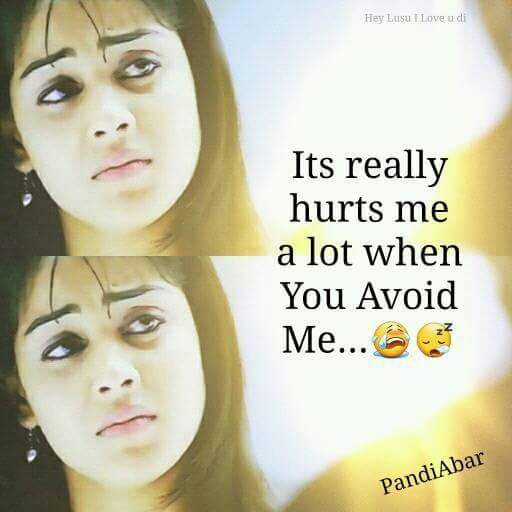 Hey Lusu I Love u di
Its really
hurts me
a lot when
You Avoid
Me...😭😴
PandiAbar